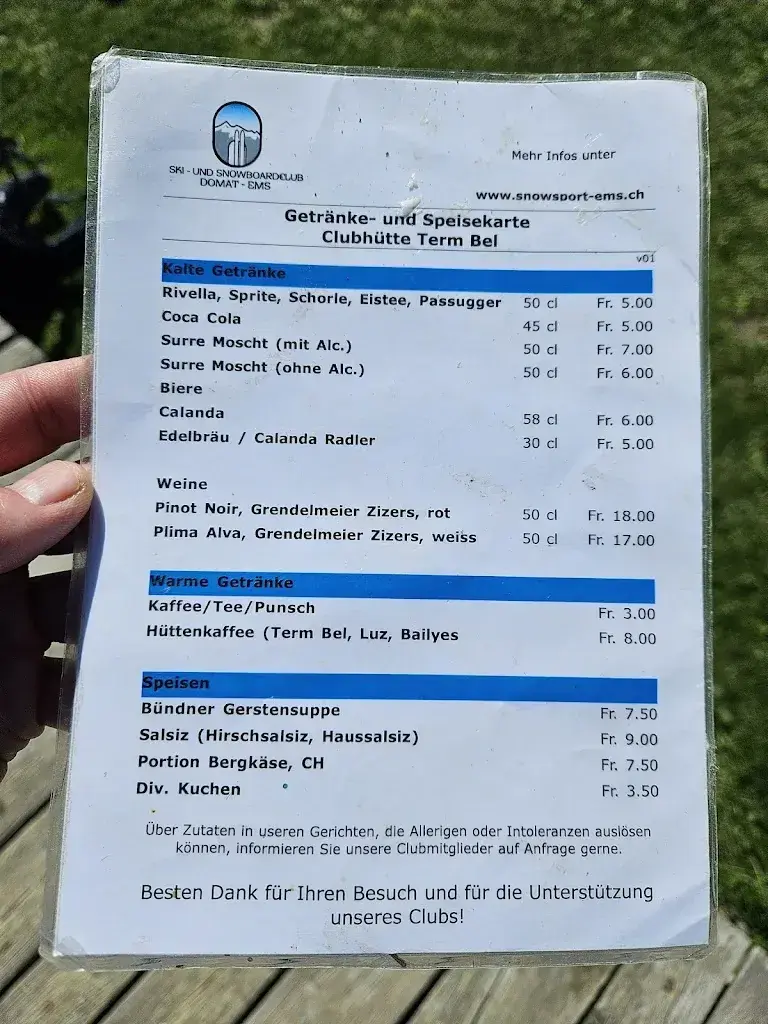 SKI - UND SNOWBOARDCLUB
DOMAT - EMS
Mehr Infos unter
www.snowsport-ems.ch
Getränke- und Speisekarte
Clubhütte Term Bel
v01
Kalte Getränke
Rivella, Sprite, Schorle, Eistee, Passugger 50 cl Fr. 5.00
Coca Cola 45 cl Fr. 5.00
Surre Moscht (mit Alc.) 50 cl Fr. 7.00
Surre Moscht (ohne Alc.) 50 cl Fr. 6.00
Biere
Calanda 58 cl Fr. 6.00
Edelbräu / Calanda Radler 30 cl Fr. 5.00
Weine
Pinot Noir, Grendelmeier Zizers, rot 50 cl Fr. 18.00
Plima Alva, Grendelmeier Zizers, weiss 50 cl Fr. 17.00
Warme Getränke
Kaffee/Tee/Punsch Fr. 3.00
Hüttenkaffee (Term Bel, Luz, Bailyes Fr. 8.00
Speisen
Bündner Gerstensuppe Fr. 7.50
Salsiz (Hirschsalsiz, Haussalsiz) Fr. 9.00
Portion Bergkäse, CH Fr. 7.50
Div. Kuchen Fr. 3.50
Über Zutaten in useren Gerichten, die Allerigen oder Intoleranzen auslösen
können, informieren Sie unsere Clubmitglieder auf Anfrage gerne.
Besten Dank für Ihren Besuch und für die Unterstützung
unseres Clubs!